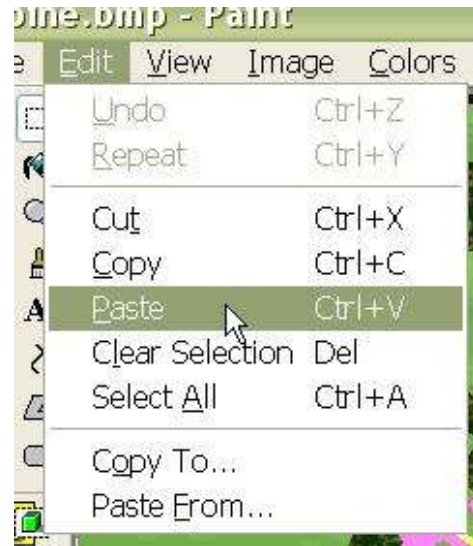 bine.bmp - Paint
Edit View Image Colors
Undo Ctrl+Z
Repeat Ctrl+Y
Cut Ctrl+X
Copy Ctrl+C
Paste Ctrl+V
Clear Selection Del
Select All Ctrl+A
Copy To...
Paste From...